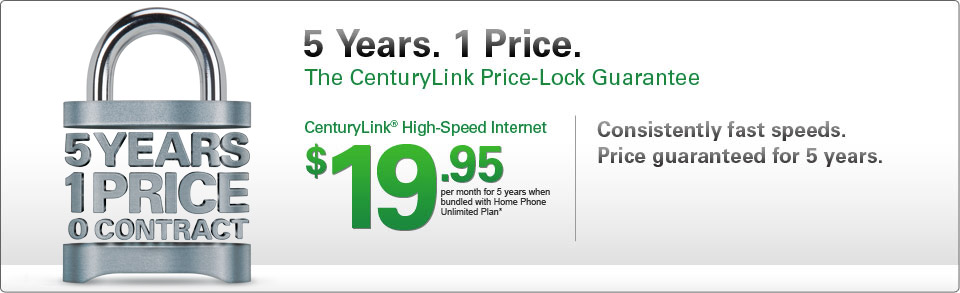 5 YEARS
1 PRICE
0 CONTRACT
5 Years. 1 Price.
The CenturyLink Price-Lock Guarantee
CenturyLink® High-Speed Internet
$19.95
per month for 5 years when
bundled with Home Phone
Unlimited Plan*
Consistently fast speeds.
Price guaranteed for 5 years.